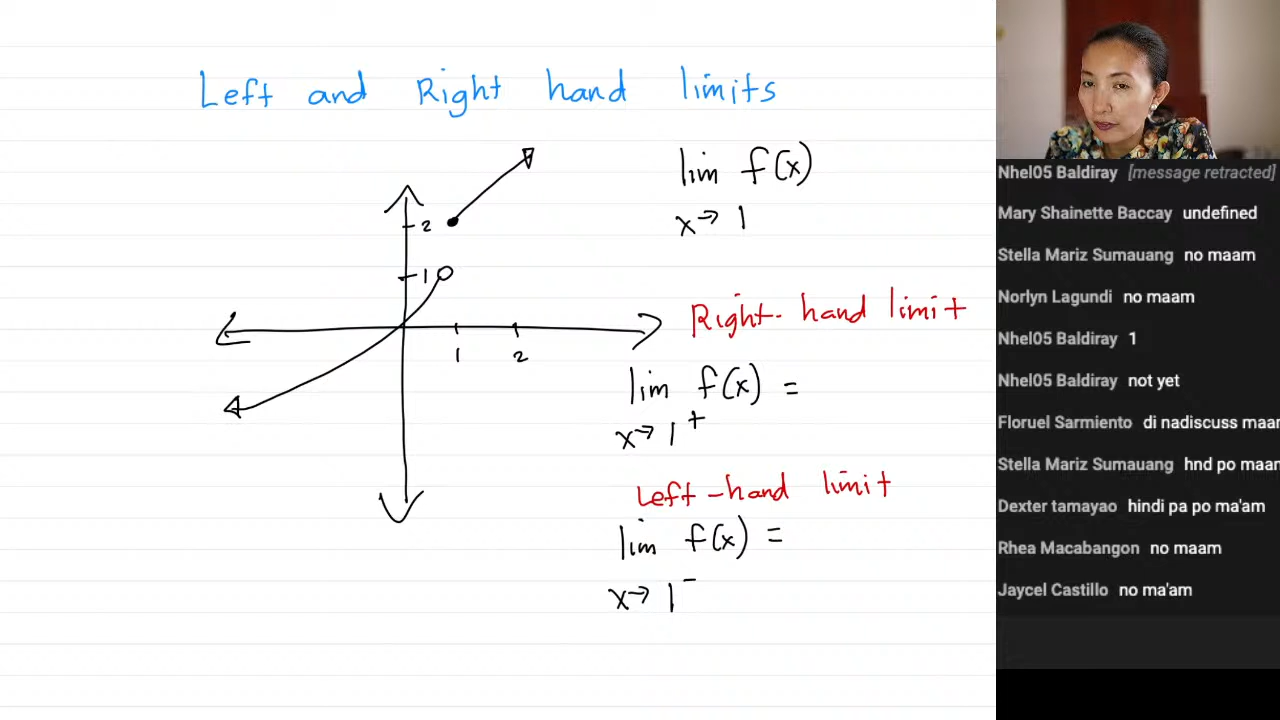 Left and Right hand limits
lim f(x)
x→1
2
1
1 2
Right-hand limit
lim f(x) =
x→1⁺
Left-hand limit
lim f(x) =
x→1⁻
Nhel05 Baldiray [message retracted]
Mary Shainette Baccay undefined
Stella Mariz Sumauang no maam
Norlyn Lagundi no maam
Nhel05 Baldiray 1
Nhel05 Baldiray not yet
Floruel Sarmiento di nadiscuss maam
Stella Mariz Sumauang hnd po maam
Dexter tamayao hindi pa po ma'am
Rhea Macabangon no maam
Jaycel Castillo no ma'am